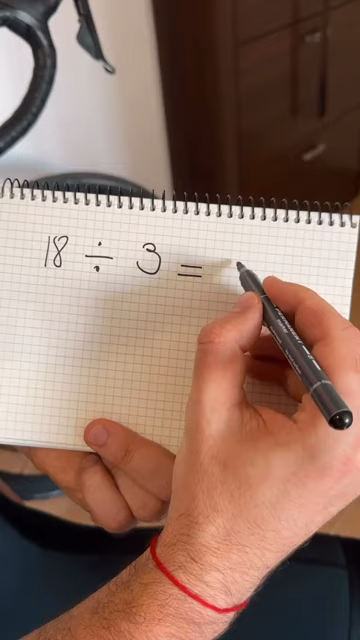 18 ÷ 3 =